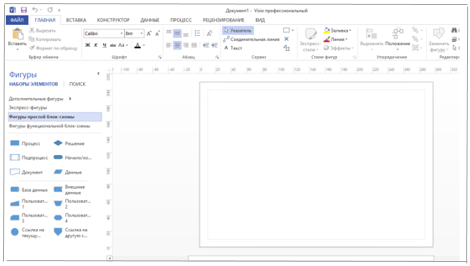 Документ1 - Visio профессиональный
ФАЙЛ ГЛАВНАЯ ВСТАВКА КОНСТРУКТОР ДАННЫЕ ПРОЦЕСС РЕЦЕНЗИРОВАНИЕ ВИД
Вставить
Вырезать
Копировать
Формат по образцу
Буфер обмена
Calibri 8пт
Ж К Ч abc Aa A
Шрифт
Абзац
Указатель
Соединительная линия
А Текст
Сервис
Экспресс-стили
Заливка
Линия
Эффекты
Стили фигур
Выровнять Положение
Упорядочение
Заменить фигуру
Фигуры
НАБОРЫ ЭЛЕМЕНТОВ ПОИСК
Дополнительные фигуры
Экспресс-фигуры
Фигуры простой блок-схемы
Фигуры функциональной блок-схемы
Процесс Решение
Подпроцесс Начало/ко...
Документ Данные
База данных Внешние данные
Пользоват... 1 Пользоват... 2
Пользоват... 3 Пользоват... 4
Ссылка на текущу... Ссылка на другую с...